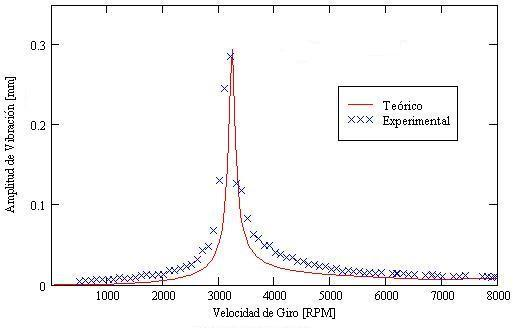 0.3
0.2
0.1
0
Amplitud de Vibración [mm]
Teórico
Experimental
1000 2000 3000 4000 5000 6000 7000 8000
Velocidad de Giro [RPM]